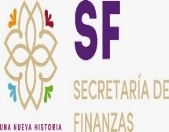 SF
SECRETARÍA DE
FINANZAS
UNA NUEVA HISTORIA